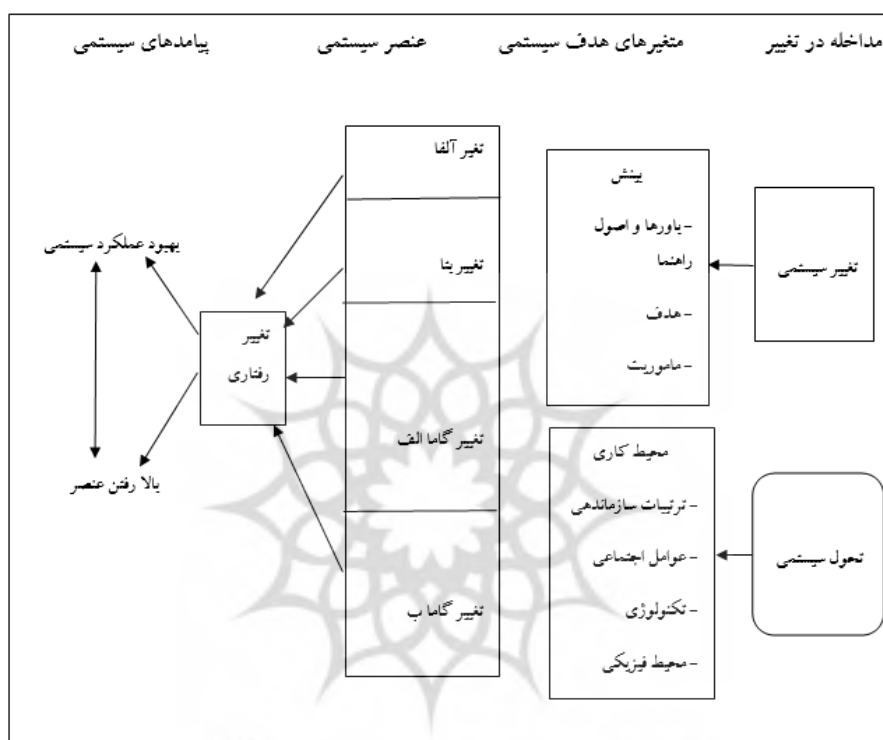 مداخله در تغییر
متغیرهای هدف سیستمی
عنصر سیستمی
پیامدهای سیستمی
تغییر سیستمی
تحول سیستمی
بینش
- باورها و اصول
راهنما
- هدف
- ماموریت
محیط کاری
- ترتیبات سازماندهی
- عوامل اجتماعی
- تکنولوژی
- محیط فیزیکی
تغیر آلفا
تغییر بتا
تغییر گاما الف
تغییر گاما ب
تغییر
رفتاری
بهبود عملکرد سیستمی
بالا رفتن عنصر